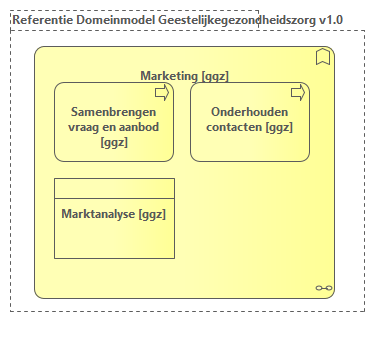 Referentie Domeinmodel Geestelijkegezondheidszorg v1.0
Marketing [ggz]
Samenbrengen
vraag en aanbod
[ggz]
Onderhouden
contacten [ggz]
Marktanalyse [ggz]